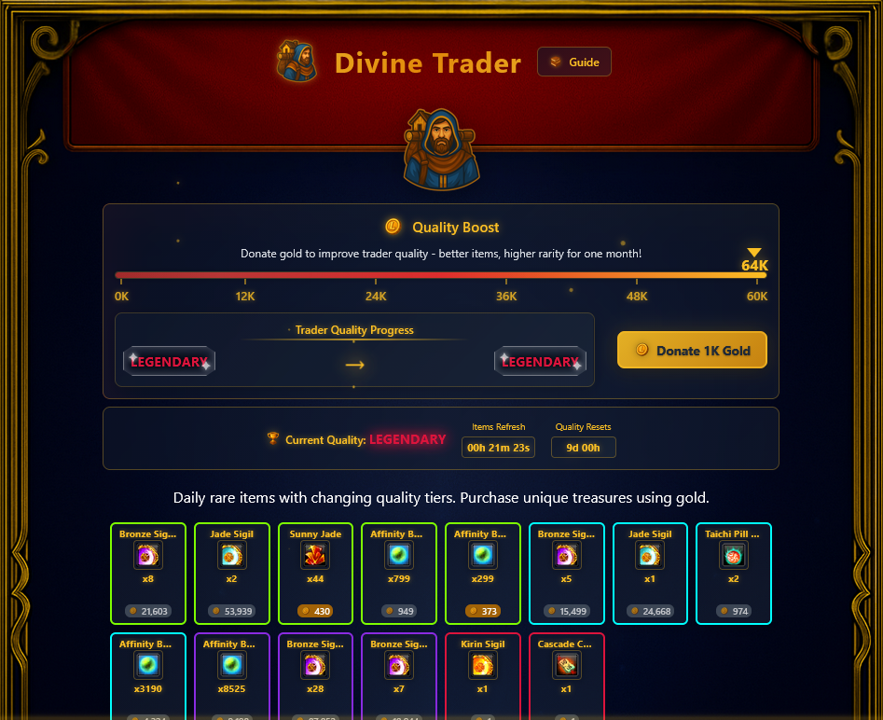 Divine Trader
Guide
Quality Boost
Donate gold to improve trader quality - better items, higher rarity for one month!
64K
0K 12K 24K 36K 48K 60K
Trader Quality Progress
LEGENDARY → LEGENDARY
Donate 1K Gold
Current Quality: LEGENDARY
Items Refresh
00h 21m 23s
Quality Resets
9d 00h
Daily rare items with changing quality tiers. Purchase unique treasures using gold.
Bronze Sig... Jade Sigil Sunny Jade Affinity B... Affinity B... Bronze Sig... Jade Sigil Taichi Pill ...
x8 x2 x44 x799 x299 x5 x1 x2
21,603 53,939 430 949 373 15,499 24,668 974
Affinity B... Affinity B... Bronze Sig... Bronze Sig... Kirin Sigil Cascade C...
x3190 x8525 x28 x7 x1 x1